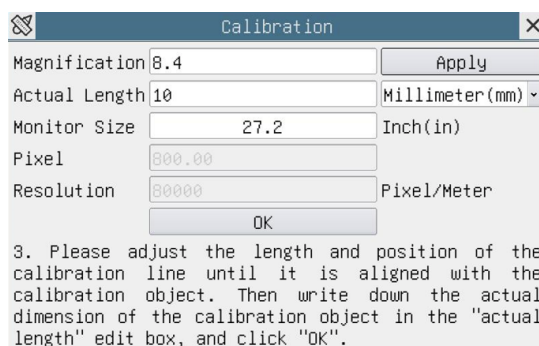 Calibration
Magnification 8.4 Apply
Actual Length 10 Millimeter(mm)
Monitor Size 27.2 Inch(in)
Pixel 800.00
Resolution 80000 Pixel/Meter
OK
3. Please adjust the length and position of the
calibration line until it is aligned with the
calibration object. Then write down the actual
dimension of the calibration object in the "actual
length" edit box, and click "OK".